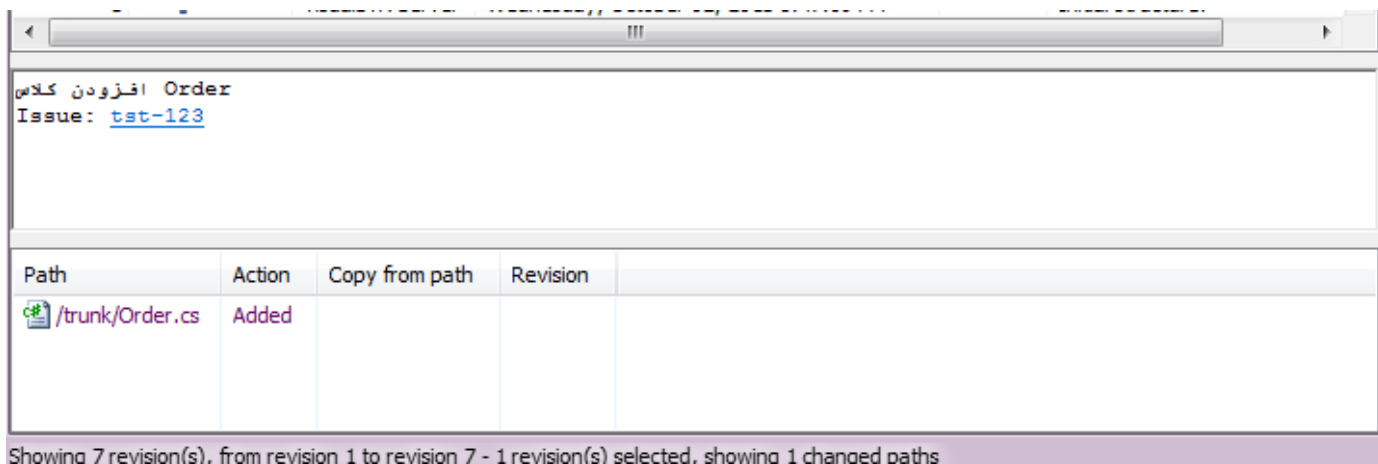 افزودن کلاس Order
Issue: tst-123
Path Action Copy from path Revision
/trunk/Order.cs Added
Showing 7 revision(s), from revision 1 to revision 7 - 1 revision(s) selected, showing 1 changed paths